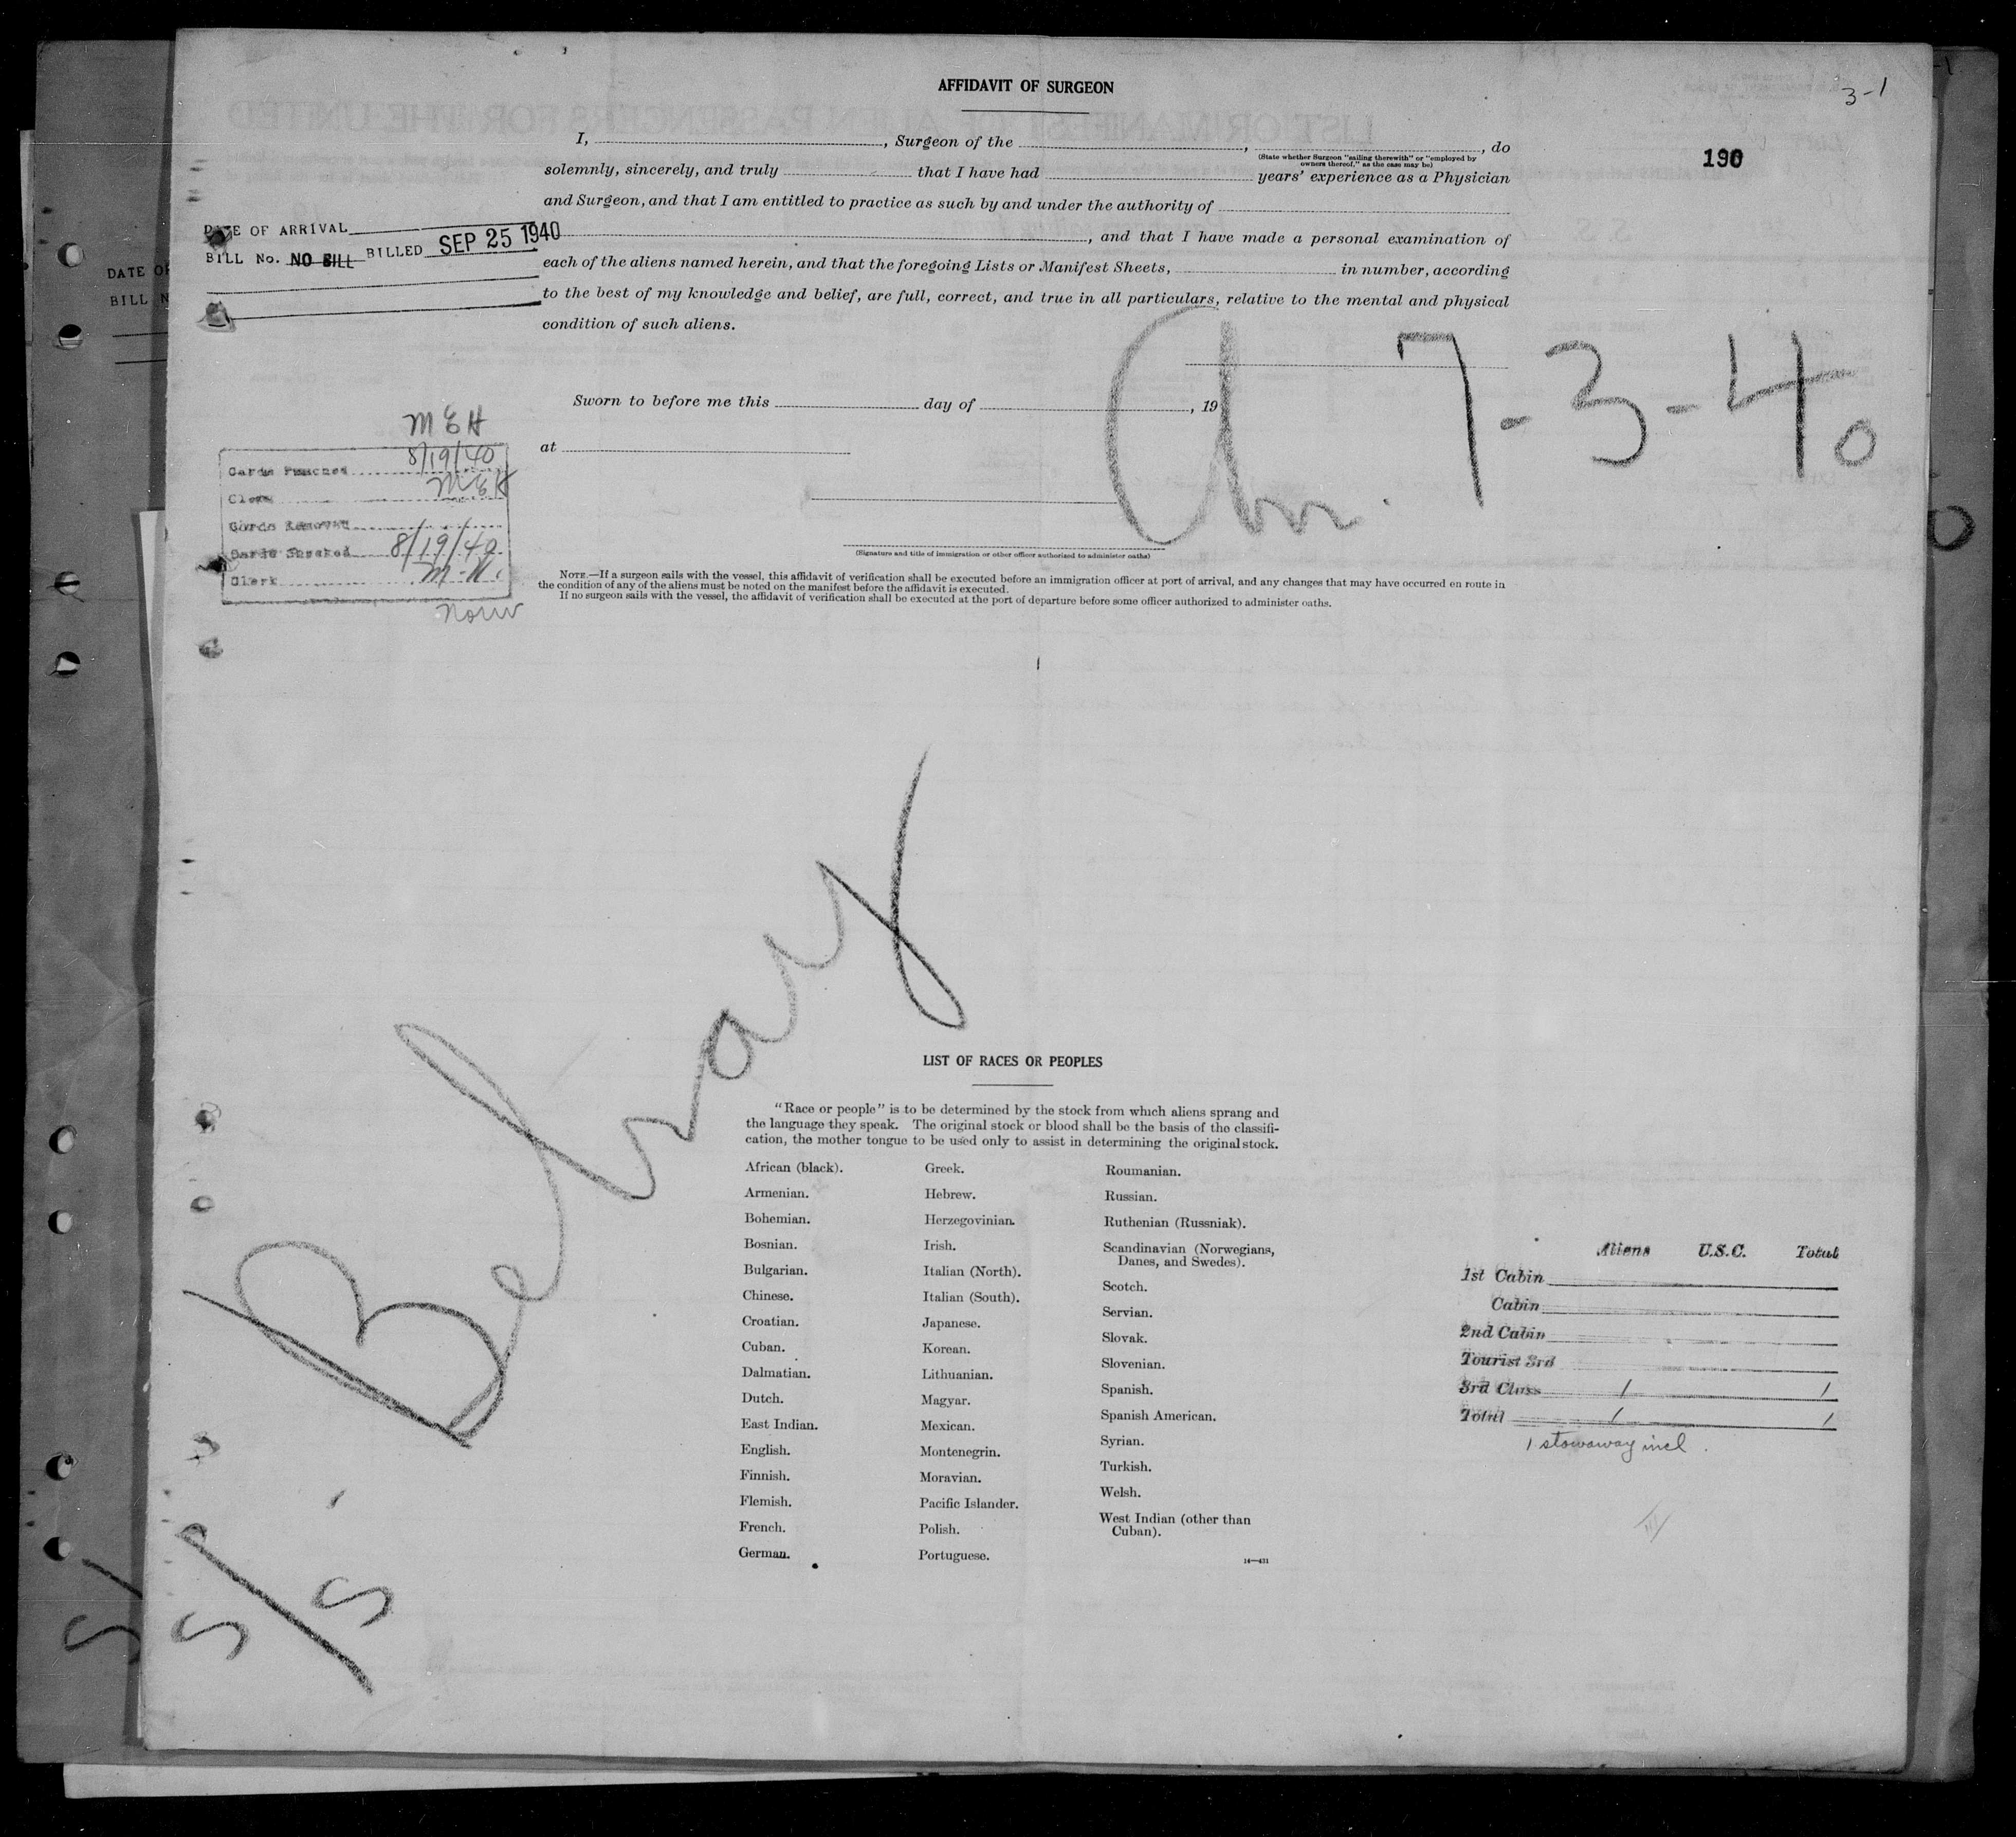 AFFIDAVIT OF SURGEON
3-1
190
I, , Surgeon of the , , do
(State whether Surgeon "sailing therewith" or "employed by
owners thereof," as the case may be)
solemnly, sincerely, and truly that I have had years' experience as a Physician
and Surgeon, and that I am entitled to practice as such by and under the authority of
, and that I have made a personal examination of
each of the aliens named herein, and that the foregoing Lists or Manifest Sheets, in number, according
to the best of my knowledge and belief, are full, correct, and true in all particulars, relative to the mental and physical
condition of such aliens.
DATE OF ARRIVAL
BILL No. NO BILL BILLED SEP 25 1940
DATE OF
BILL N
7-3-40
Sworn to before me this day of , 19
at
(Signature and title of immigration or other officer authorized to administer oaths)
MEH
Cards Punched 8/19/40
Clerk MEH
Cards Checked 8/19/40
Clerk
NOTE.—If a surgeon sails with the vessel, this affidavit of verification shall be executed before an immigration officer at port of arrival, and any changes that may have occurred en route in
the condition of any of the aliens must be noted on the manifest before the affidavit is executed.
If no surgeon sails with the vessel, the affidavit of verification shall be executed at the port of departure before some officer authorized to administer oaths.
S/S Belray
LIST OF RACES OR PEOPLES
"Race or people" is to be determined by the stock from which aliens sprang and
the language they speak. The original stock or blood shall be the basis of the classifi-
cation, the mother tongue to be used only to assist in determining the original stock.
African (black).
Armenian.
Bohemian.
Bosnian.
Bulgarian.
Chinese.
Croatian.
Cuban.
Dalmatian.
Dutch.
East Indian.
English.
Finnish.
Flemish.
French.
German.
Greek.
Hebrew.
Herzegovinian.
Irish.
Italian (North).
Italian (South).
Japanese.
Korean.
Lithuanian.
Magyar.
Mexican.
Montenegrin.
Moravian.
Pacific Islander.
Polish.
Portuguese.
Roumanian.
Russian.
Ruthenian (Russniak).
Scandinavian (Norwegians,
Danes, and Swedes).
Scotch.
Servian.
Slovak.
Slovenian.
Spanish.
Spanish American.
Syrian.
Turkish.
Welsh.
West Indian (other than
Cuban).
14—431
Aliens U.S.C. Total
1st Cabin
Cabin
2nd Cabin
Tourist 3rd
3rd Class 1 1
Total 1 1
1 stowaway incl.